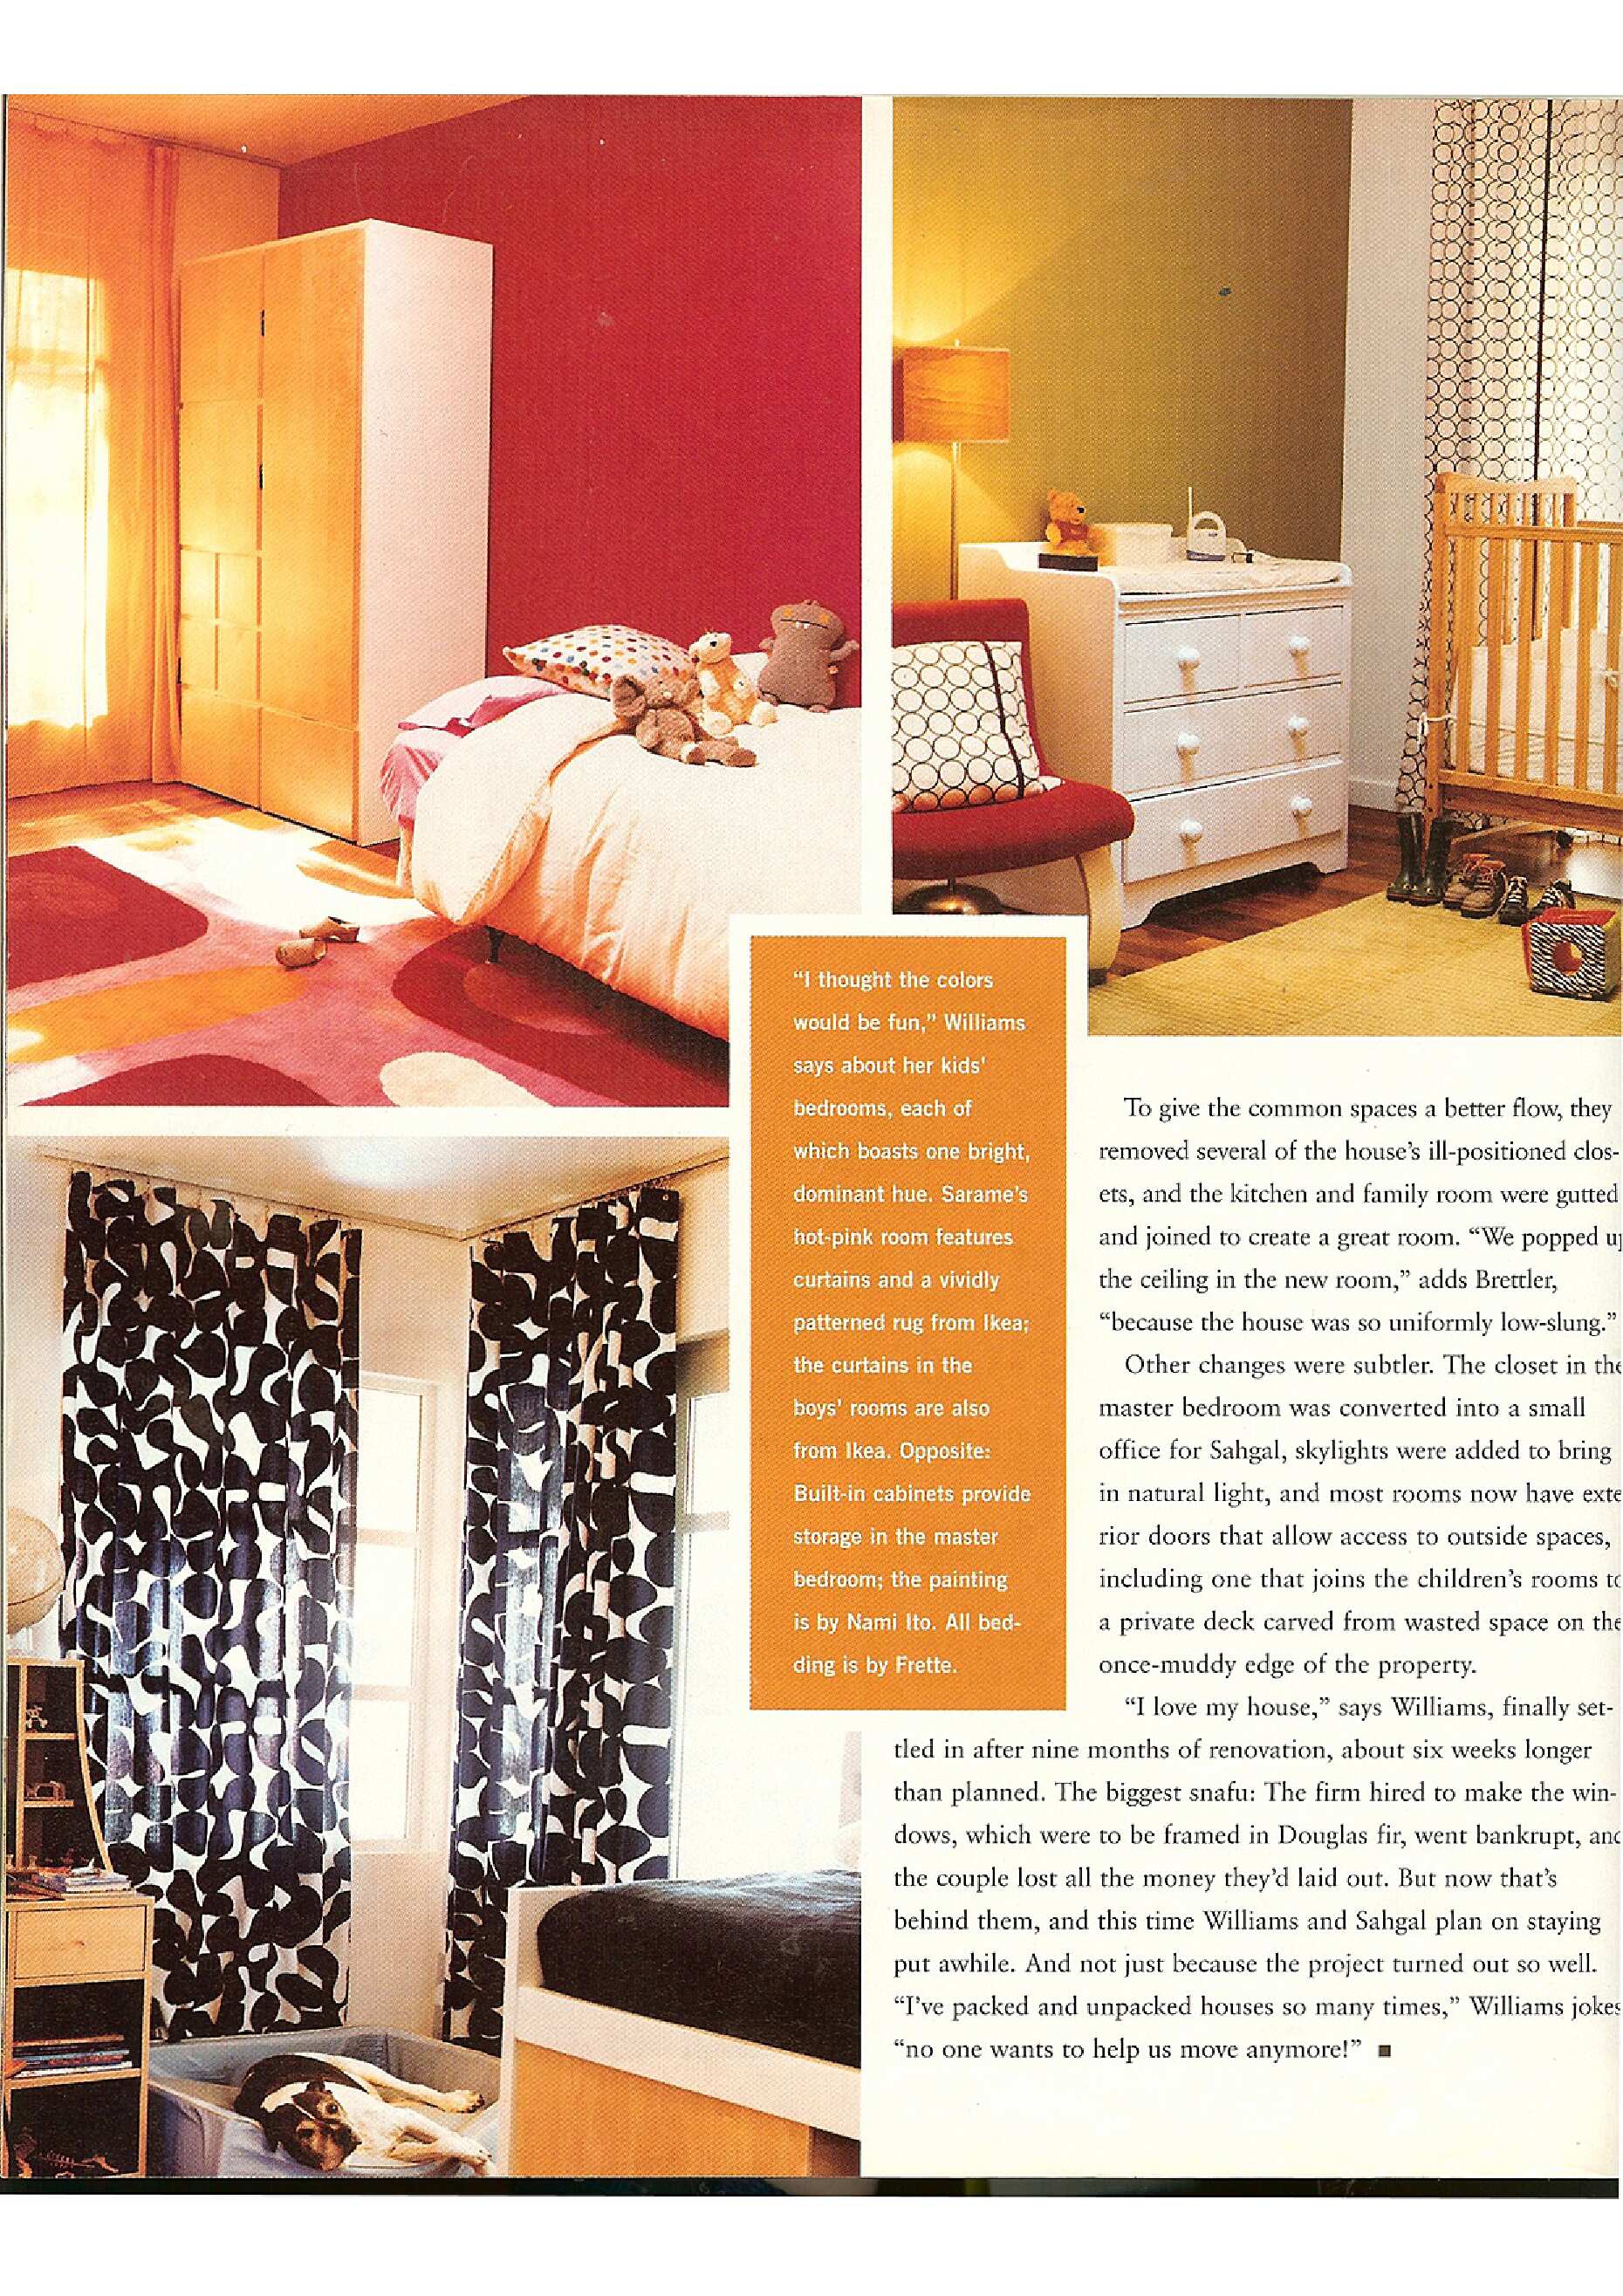 “I thought the colors
would be fun,” Williams
says about her kids’
bedrooms, each of
which boasts one bright,
dominant hue. Sarame’s
hot-pink room features
curtains and a vividly
patterned rug from Ikea;
the curtains in the
boys’ rooms are also
from Ikea. Opposite:
Built-in cabinets provide
storage in the master
bedroom; the painting
is by Nami Ito. All bed-
ding is by Frette.
To give the common spaces a better flow, they
removed several of the house’s ill-positioned clos-
ets, and the kitchen and family room were gutted
and joined to create a great room. “We popped
the ceiling in the new room,” adds Brettler,
“because the house was so uniformly low-slung.”
Other changes were subtler. The closet in the
master bedroom was converted into a small
office for Sahgal, skylights were added to bring
in natural light, and most rooms now have exte
rior doors that allow access to outside spaces,
including one that joins the children’s rooms to
a private deck carved from wasted space on the
once-muddy edge of the property.
“I love my house,” says Williams, finally set-
tled in after nine months of renovation, about six weeks longer
than planned. The biggest snafu: The firm hired to make the win-
dows, which were to be framed in Douglas fir, went bankrupt, and
the couple lost all the money they’d laid out. But now that’s
behind them, and this time Williams and Sahgal plan on staying
put awhile. And not just because the project turned out so well.
“I’ve packed and unpacked houses so many times,” Williams jokes
“no one wants to help us move anymore!” ■